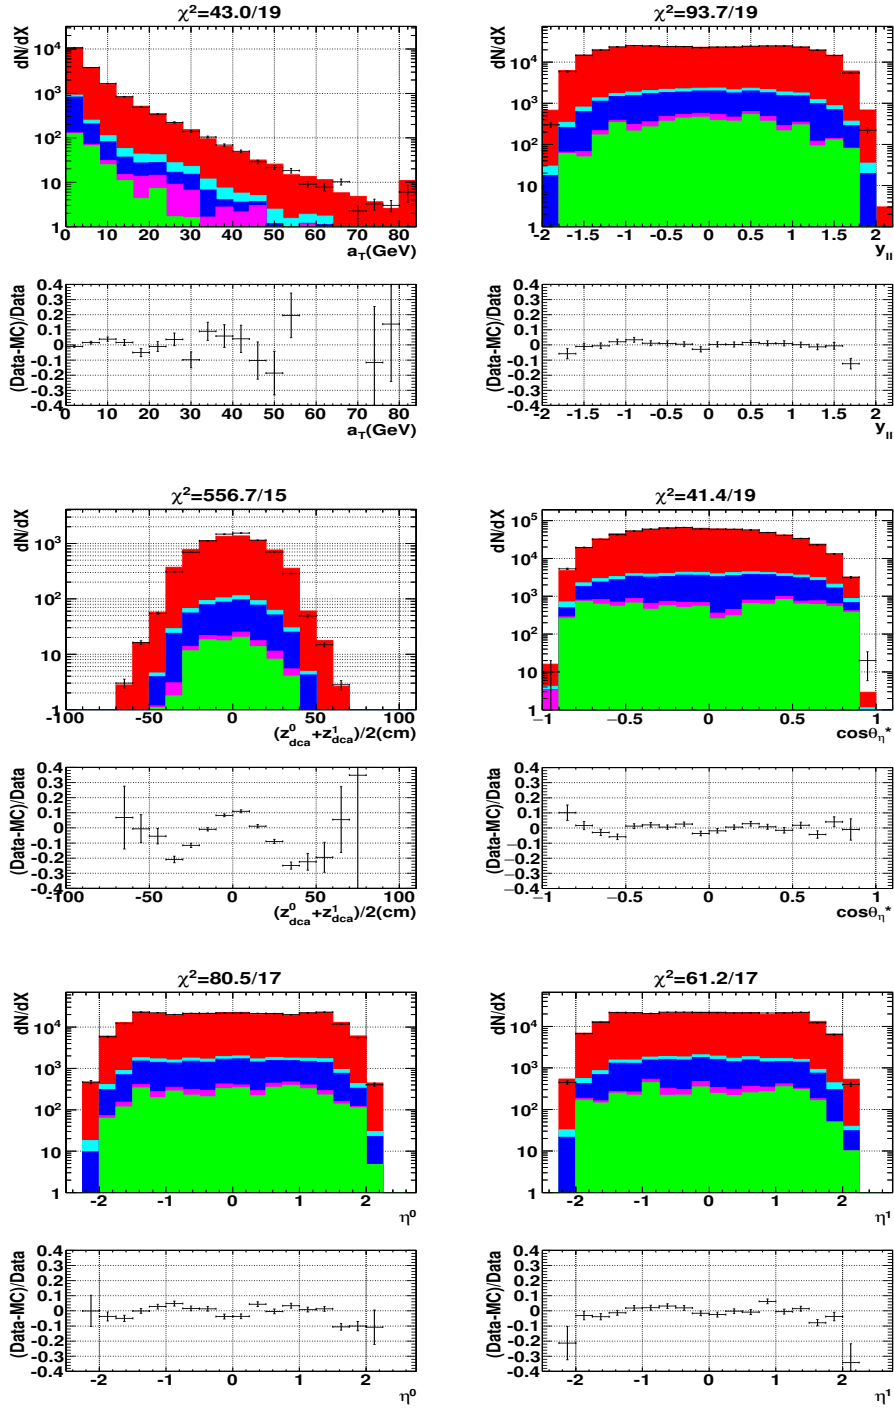 χ²=43.0/19
dN/dX
10⁴
10³
10²
10
1
0 10 20 30 40 50 60 70 80
a_T(GeV)
(Data-MC)/Data
0.4
0.3
0.2
0.1
0
-0.1
-0.2
-0.3
-0.4
0 10 20 30 40 50 60 70 80
a_T(GeV)
χ²=93.7/19
dN/dX
10⁴
10³
10²
10
1
-2 -1.5 -1 -0.5 0 0.5 1 1.5 2
y_ll
(Data-MC)/Data
0.4
0.3
0.2
0.1
0
-0.1
-0.2
-0.3
-0.4
-2 -1.5 -1 -0.5 0 0.5 1 1.5 2
y_ll
χ²=556.7/15
dN/dX
10³
10²
10
1
-100 -50 0 50 100
(z⁰_dca+z¹_dca)/2(cm)
(Data-MC)/Data
0.4
0.3
0.2
0.1
0
-0.1
-0.2
-0.3
-0.4
-100 -50 0 50 100
(z⁰_dca+z¹_dca)/2(cm)
χ²=41.4/19
dN/dX
10⁵
10⁴
10³
10²
10
1
−1 −0.5 0 0.5 1
cosθ_η*
(Data-MC)/Data
0.4
0.3
0.2
0.1
0
−0.1
−0.2
−0.3
−0.4
−1 −0.5 0 0.5 1
cosθ_η*
χ²=80.5/17
dN/dX
10⁴
10³
10²
10
1
-2 -1 0 1 2
η⁰
(Data-MC)/Data
0.4
0.3
0.2
0.1
0
-0.1
-0.2
-0.3
-0.4
-2 -1 0 1 2
η⁰
χ²=61.2/17
dN/dX
10⁴
10³
10²
10
1
-2 -1 0 1 2
η¹
(Data-MC)/Data
0.4
0.3
0.2
0.1
0
-0.1
-0.2
-0.3
-0.4
-2 -1 0 1 2
η¹